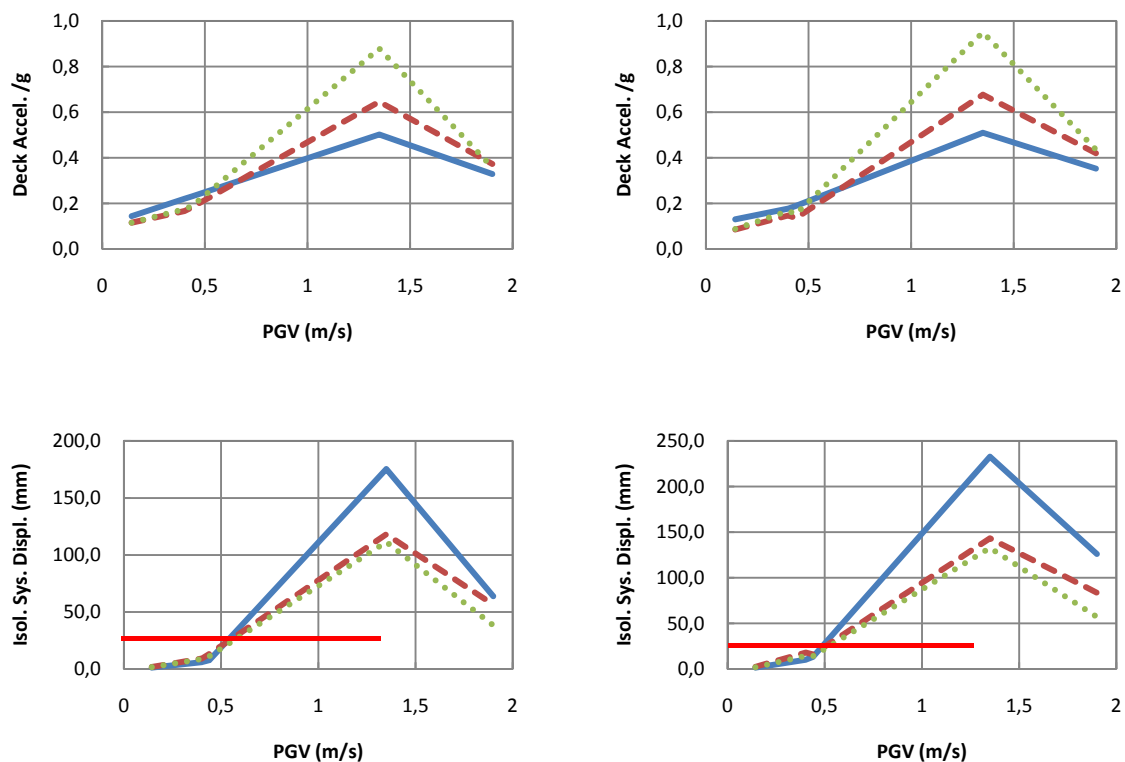 Deck Accel. /g
1,0
0,8
0,6
0,4
0,2
0,0
0 0,5 1 1,5 2
PGV (m/s)
Deck Accel. /g
1,0
0,8
0,6
0,4
0,2
0,0
0 0,5 1 1,5 2
PGV (m/s)
Isol. Sys. Displ. (mm)
200,0
150,0
100,0
50,0
0,0
0 0,5 1 1,5 2
PGV (m/s)
Isol. Sys. Displ. (mm)
250,0
200,0
150,0
100,0
50,0
0,0
0 0,5 1 1,5 2
PGV (m/s)